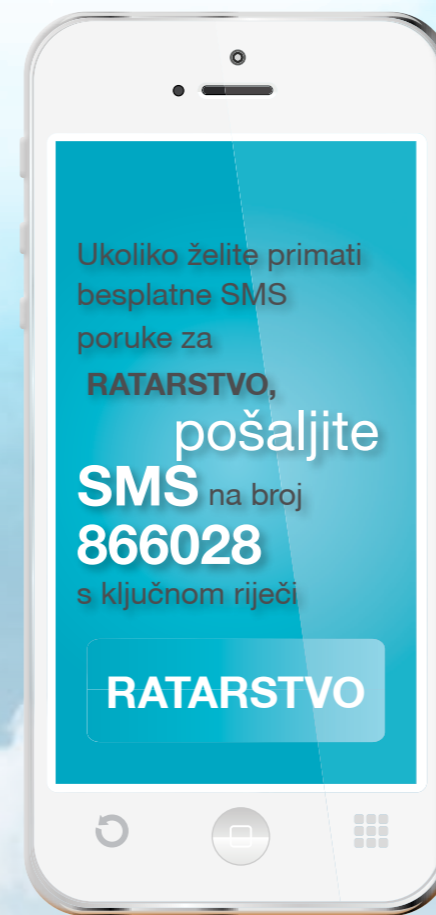 Ukoliko želite primati
besplatne SMS
poruke za
RATARSTVO,
pošaljite
SMS na broj
866028
s ključnom riječi
RATARSTVO